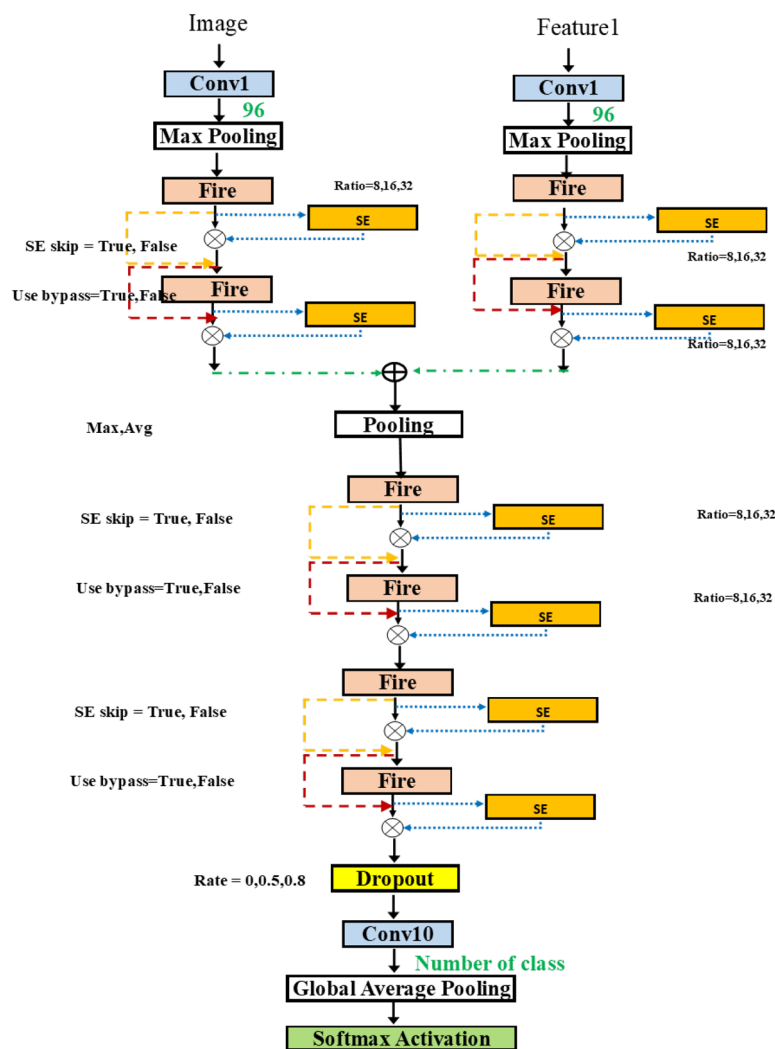 Image
Feature1
Conv1
Conv1
96
96
Max Pooling
Max Pooling
Fire
Ratio=8,16,32
Fire
SE
SE
SE skip = True, False
Ratio=8,16,32
Use bypass=True,False
Fire
Fire
SE
SE
Ratio=8,16,32
Max,Avg
Pooling
Fire
SE skip = True, False
SE
Ratio=8,16,32
Use bypass=True,False
Fire
Ratio=8,16,32
SE
Fire
SE skip = True, False
SE
Use bypass=True,False
Fire
SE
Rate = 0,0.5,0.8
Dropout
Conv10
Number of class
Global Average Pooling
Softmax Activation